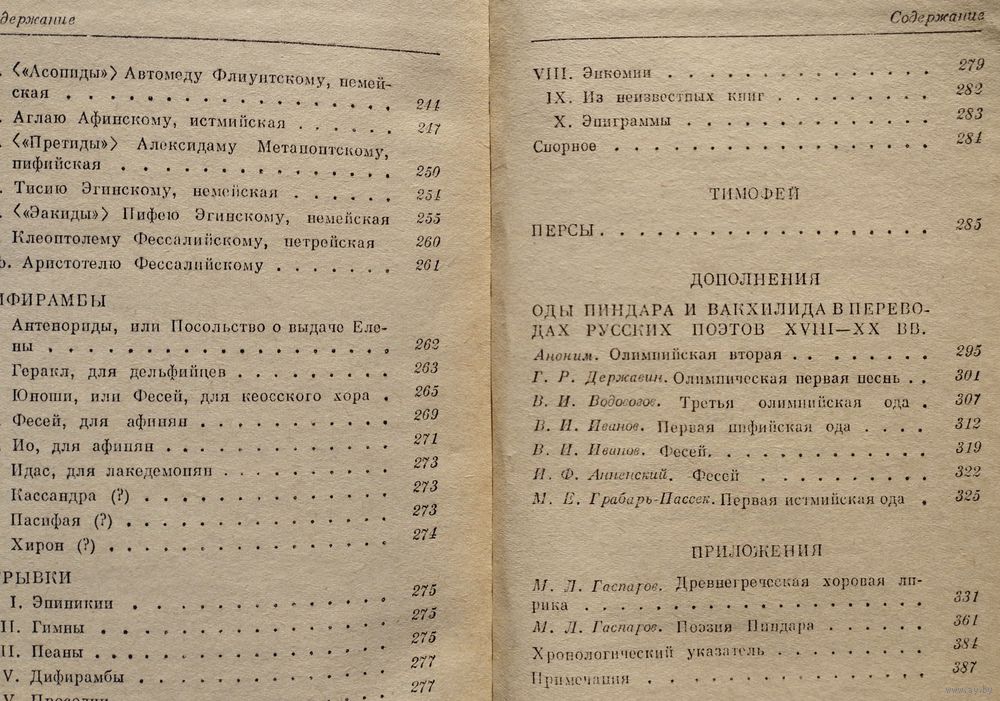 держание
. ⟨«Асопиды»⟩ Автомеду Флиунтскому, немей-
ская . . . . . . . . . . . . . . . . 244
Аглаю Афинскому, истмийская . . . . . . 247
. ⟨«Претиды»⟩ Алексидаму Метапонтскому,
пифийская . . . . . . . . . . . . . . 250
. Тисию Эгинскому, немейская . . . . . . 254
. ⟨«Эакиды»⟩ Пифею Эгинскому, немейская 255
Клеоптолему Фессалийскому, петрейская 260
ь. Аристотелю Фессалийскому . . . . . . . 261
ИФИРАМБЫ
Антенориды, или Посольство о выдаче Еле-
ны . . . . . . . . . . . . . . . . . . 262
Геракл, для дельфийцев . . . . . . . . . 263
Юноши, или Фесей, для кеосского хора . 265
Фесей, для афинян . . . . . . . . . . . 269
Ио, для афинян . . . . . . . . . . . . . 271
Идас, для лакедемонян . . . . . . . . . . 273
Кассандра (?) . . . . . . . . . . . . . . 273
Пасифая (?) . . . . . . . . . . . . . . . 273
Хирон (?) . . . . . . . . . . . . . . . . 274
РЫВКИ
I. Эпиникии . . . . . . . . . . . . . . 275
II. Гимны . . . . . . . . . . . . . . . . 275
II. Пеаны . . . . . . . . . . . . . . . . 275
V. Дифирамбы . . . . . . . . . . . . . . 277
V. Просодии . . . . . . . . . . . . . . 277
Содержание
VIII. Энкомии . . . . . . . . . . . . . . . 279
IX. Из неизвестных книг . . . . . . . . . 282
X. Эпиграммы . . . . . . . . . . . . . . 283
Спорное . . . . . . . . . . . . . . . . . . 284
ТИМОФЕЙ
ПЕРСЫ . . . . . . . . . . . . . . . . . . . 285
ДОПОЛНЕНИЯ
ОДЫ ПИНДАРА И ВАКХИЛИДА В ПЕРЕВО-
ДАХ РУССКИХ ПОЭТОВ XVIII—XX ВВ.
Аноним. Олимпийская вторая . . . . . . . . 295
Г. Р. Державин. Олимпическая первая песнь . . 301
В. И. Водовозов. Третья олимпийская ода . 307
В. И. Иванов. Первая пифийская ода . . . . 312
В. И. Иванов. Фесей. . . . . . . . . . . . 319
И. Ф. Анненский. Фесей . . . . . . . . . . 322
М. Е. Грабарь-Пассек. Первая истмийская ода . 325
ПРИЛОЖЕНИЯ
М. Л. Гаспаров. Древнегреческая хоровая ли-
рика . . . . . . . . . . . . . . . . . . . 331
М. Л. Гаспаров. Поэзия Пиндара . . . . . . 361
Хронологический указатель . . . . . . . . . 384
Примечания . . . . . . . . . . . . . . . . 387
www.ay.by